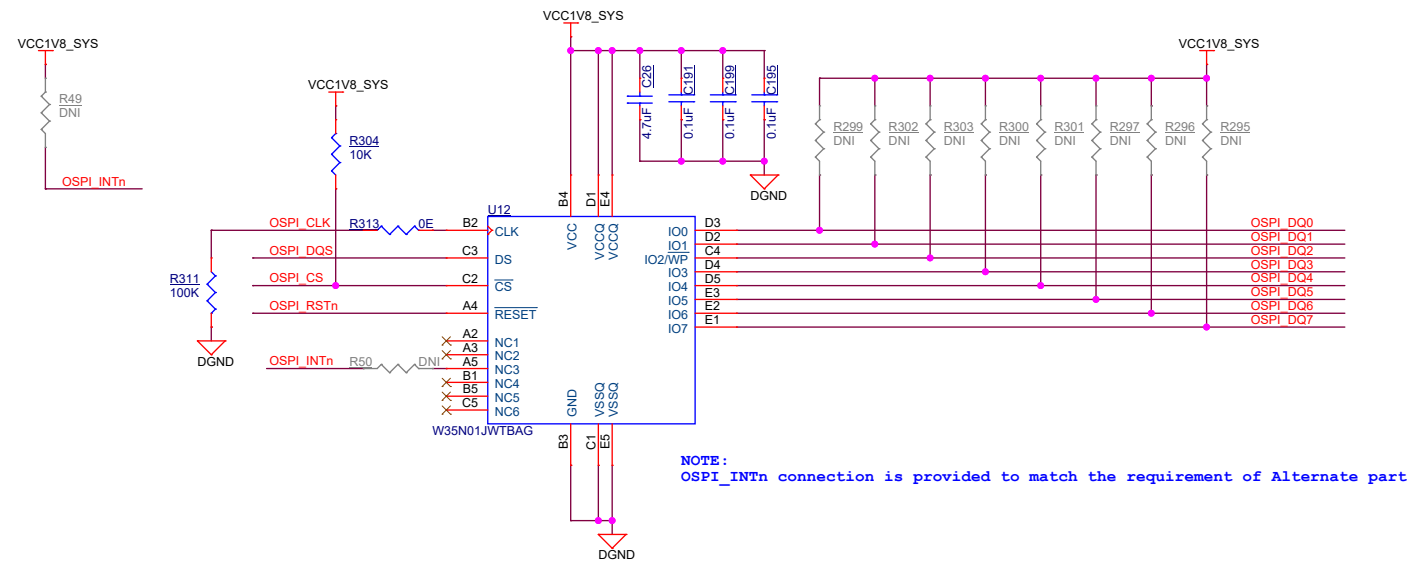 VCC1V8_SYS
VCC1V8_SYS
VCC1V8_SYS
VCC1V8_SYS
R49
DNI
OSPI_INTn
R304
10K
C26
4.7uF
C191
0.1uF
C199
0.1uF
C195
0.1uF
DGND
R299
DNI
R302
DNI
R303
DNI
R300
DNI
R301
DNI
R297
DNI
R296
DNI
R295
DNI
B4
D1
E4
U12
OSPI_CLK
R313
0E
B2
CLK
OSPI_DQS
C3
DS
OSPI_CS
C2
CS
OSPI_RSTn
A4
RESET
R311
100K
DGND
A2
NC1
A3
NC2
OSPI_INTn
R50
DNI
A5
NC3
B1
NC4
B5
NC5
C5
NC6
VCC
VCCQ
VCCQ
IO0
D3
OSPI_DQ0
IO1
D2
OSPI_DQ1
IO2/WP
C4
OSPI_DQ2
IO3
D4
OSPI_DQ3
IO4
D5
OSPI_DQ4
IO5
E3
OSPI_DQ5
IO6
E2
OSPI_DQ6
IO7
E1
OSPI_DQ7
GND
VSSQ
VSSQ
W35N01JWTBAG
B3
C1
E5
DGND
NOTE:
OSPI_INTn connection is provided to match the requirement of Alternate part